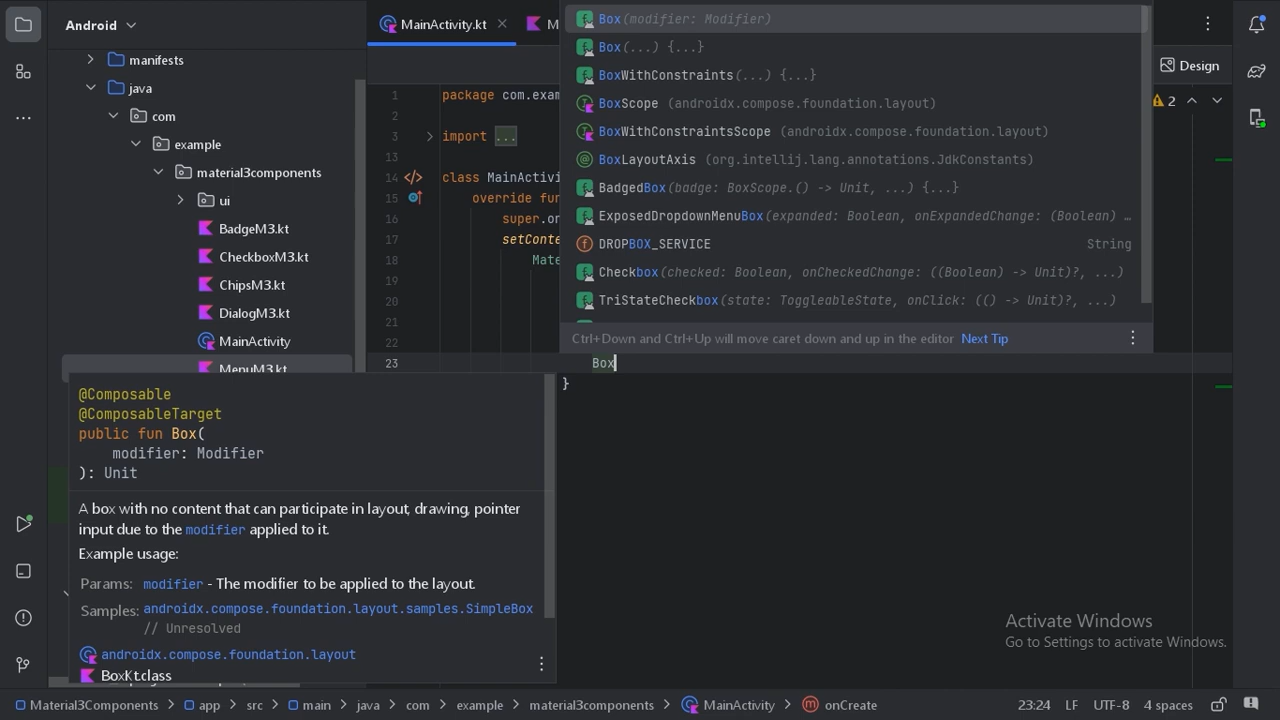 Android
manifests
java
com
example
material3components
ui
BadgeM3.kt
CheckboxM3.kt
ChipsM3.kt
DialogM3.kt
MainActivity
MenuM3.kt
MainActivity.kt
M
Design
2
1 package com.exam
2
3 import ...
13
14 class MainActivi
15 override fun
16 super.on
17 setConte
18 Mate
19
20
21
22
23 Box
}
Box(modifier: Modifier)
Box(...) {...}
BoxWithConstraints(...) {...}
BoxScope (androidx.compose.foundation.layout)
BoxWithConstraintsScope (androidx.compose.foundation.layout)
BoxLayoutAxis (org.intellij.lang.annotations.JdkConstants)
BadgedBox(badge: BoxScope.() -> Unit, ...) {...}
ExposedDropdownMenuBox(expanded: Boolean, onExpandedChange: (Boolean) …
DROPBOX_SERVICE String
Checkbox(checked: Boolean, onCheckedChange: ((Boolean) -> Unit)?, ...)
TriStateCheckbox(state: ToggleableState, onClick: (() -> Unit)?, ...)
Ctrl+Down and Ctrl+Up will move caret down and up in the editor Next Tip
@Composable
@ComposableTarget
public fun Box(
modifier: Modifier
): Unit
A box with no content that can participate in layout, drawing, pointer
input due to the modifier applied to it.
Example usage:
Params: modifier - The modifier to be applied to the layout.
Samples: androidx.compose.foundation.layout.samples.SimpleBox
// Unresolved
androidx.compose.foundation.layout
BoxKt.class
Activate Windows
Go to Settings to activate Windows.
Material3Components > app > src > main > java > com > example > material3components > MainActivity > onCreate
23:24 LF UTF-8 4 spaces